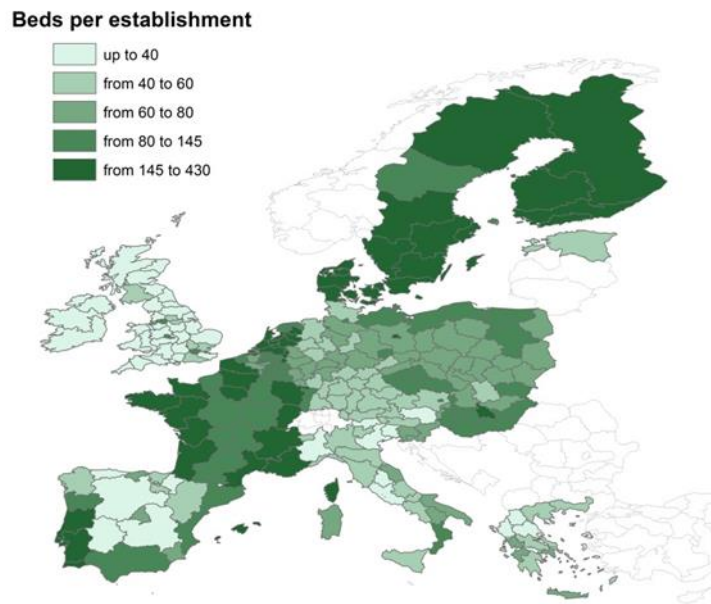 Beds per establishment
up to 40
from 40 to 60
from 60 to 80
from 80 to 145
from 145 to 430